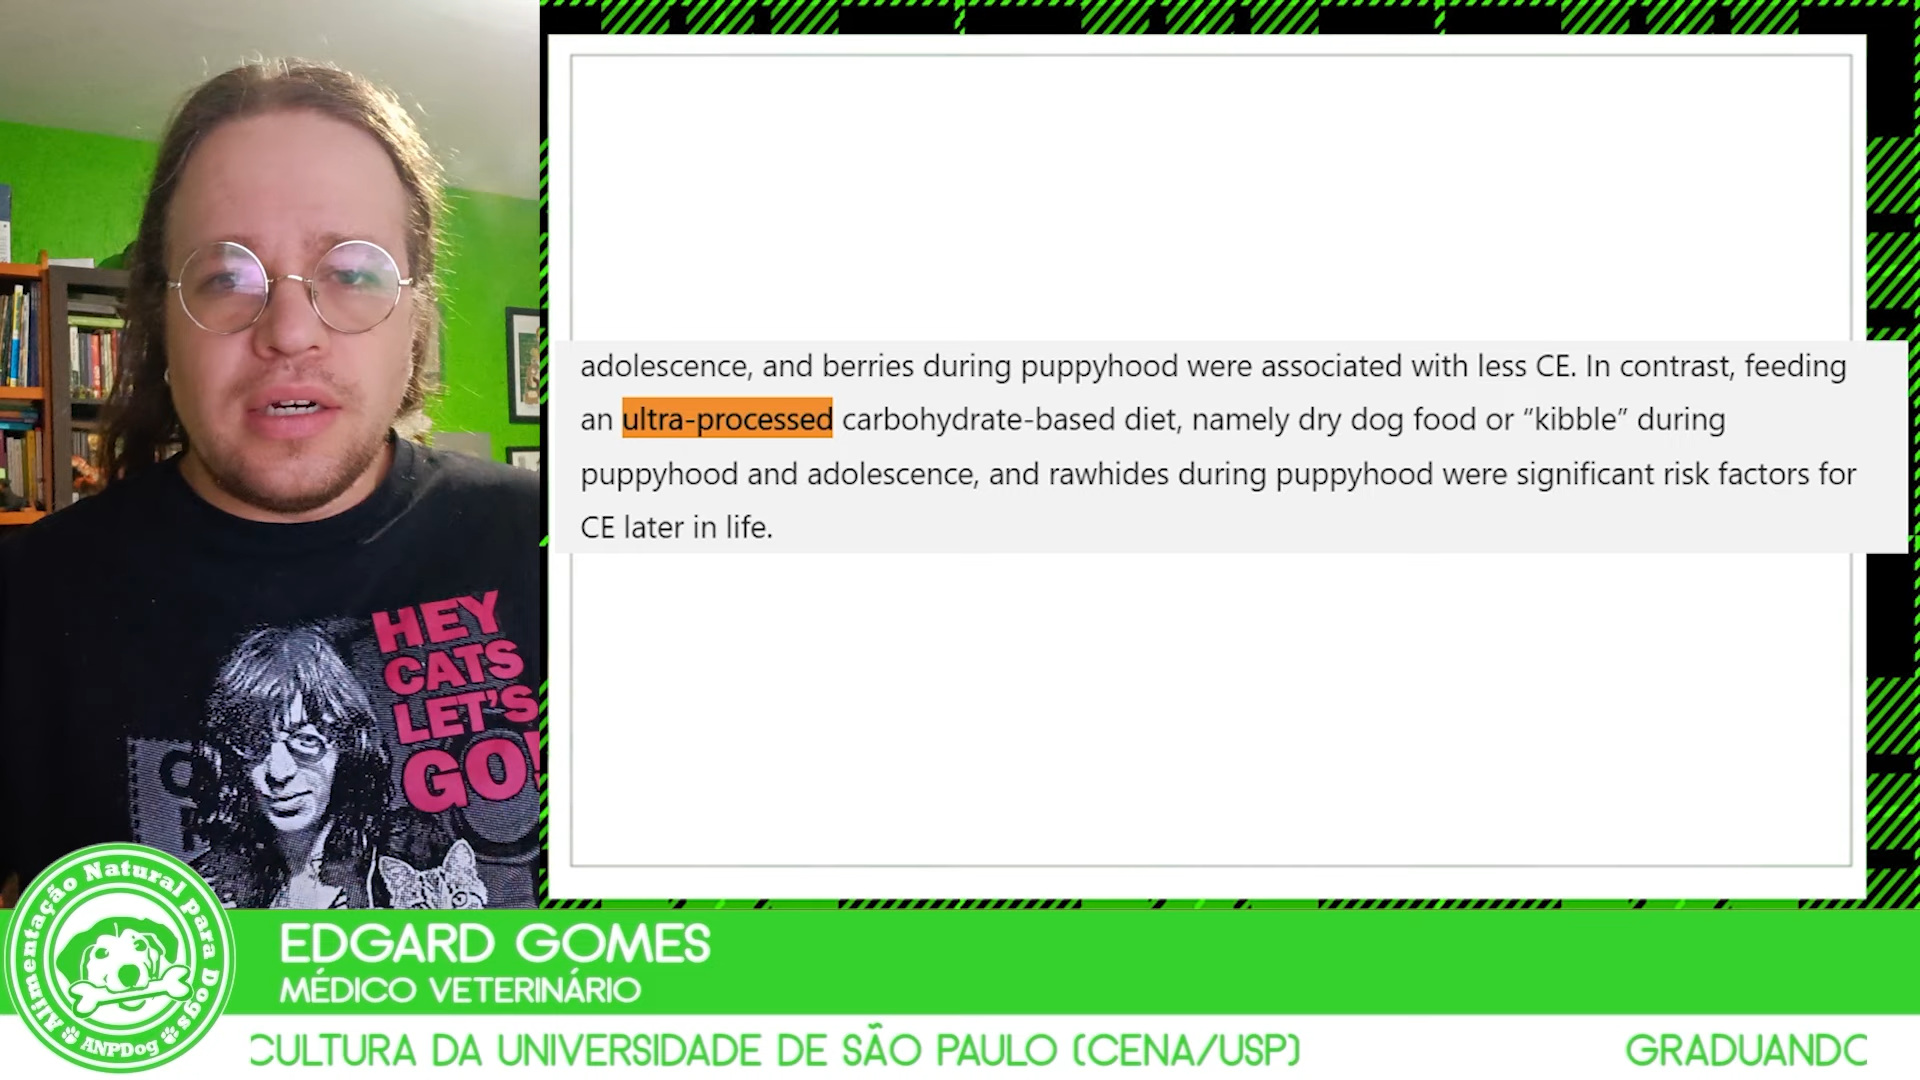 adolescence, and berries during puppyhood were associated with less CE. In contrast, feeding
an ultra-processed carbohydrate-based diet, namely dry dog food or “kibble” during
puppyhood and adolescence, and rawhides during puppyhood were significant risk factors for
CE later in life.
HEY
CATS
LET'S
GO!
Alimentação Natural para Dogs
ANPDog
EDGARD GOMES
MÉDICO VETERINÁRIO
CULTURA DA UNIVERSIDADE DE SÃO PAULO (CENA/USP) GRADUANDO